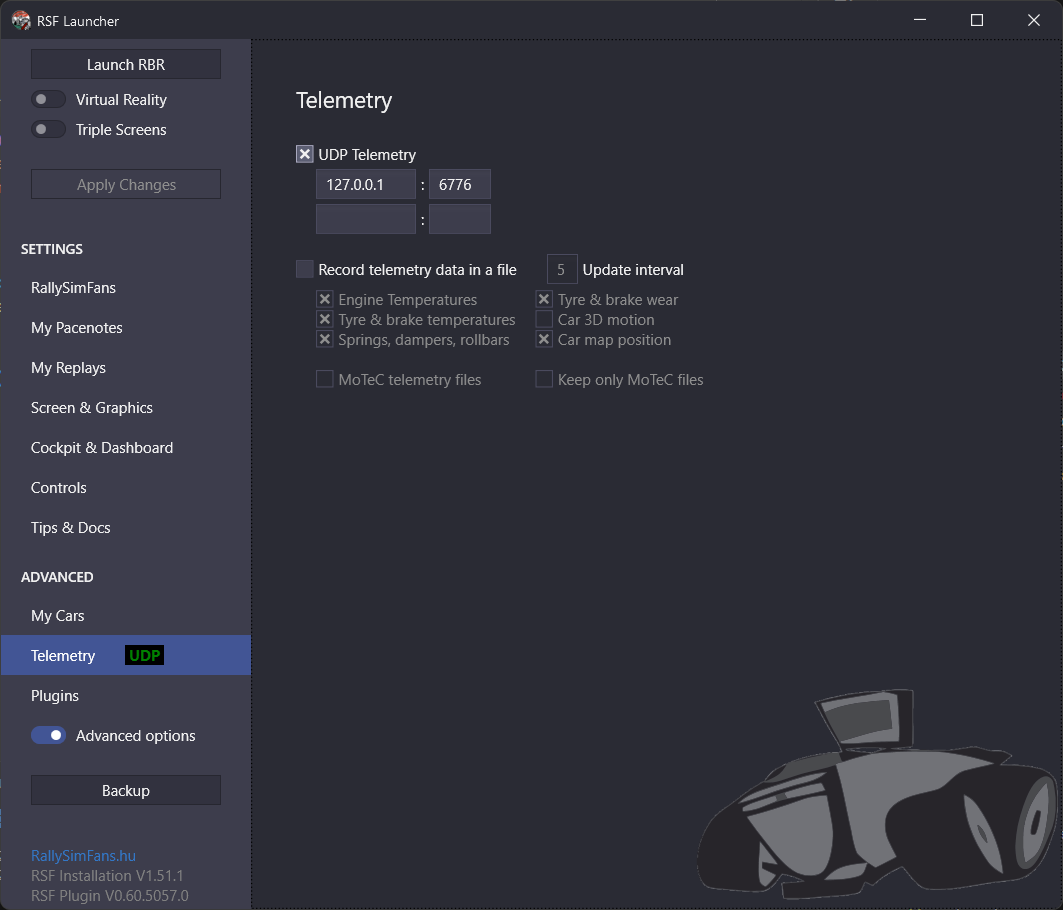 RSF Launcher
Launch RBR
Virtual Reality
Triple Screens
Apply Changes
SETTINGS
RallySimFans
My Pacenotes
My Replays
Screen & Graphics
Cockpit & Dashboard
Controls
Tips & Docs
ADVANCED
My Cars
Telemetry UDP
Plugins
Advanced options
Backup
RallySimFans.hu
RSF Installation V1.51.1
RSF Plugin V0.60.5057.0
Telemetry
UDP Telemetry
127.0.0.1 : 6776
:
Record telemetry data in a file 5 Update interval
Engine Temperatures Tyre & brake wear
Tyre & brake temperatures Car 3D motion
Springs, dampers, rollbars Car map position
MoTeC telemetry files Keep only MoTeC files